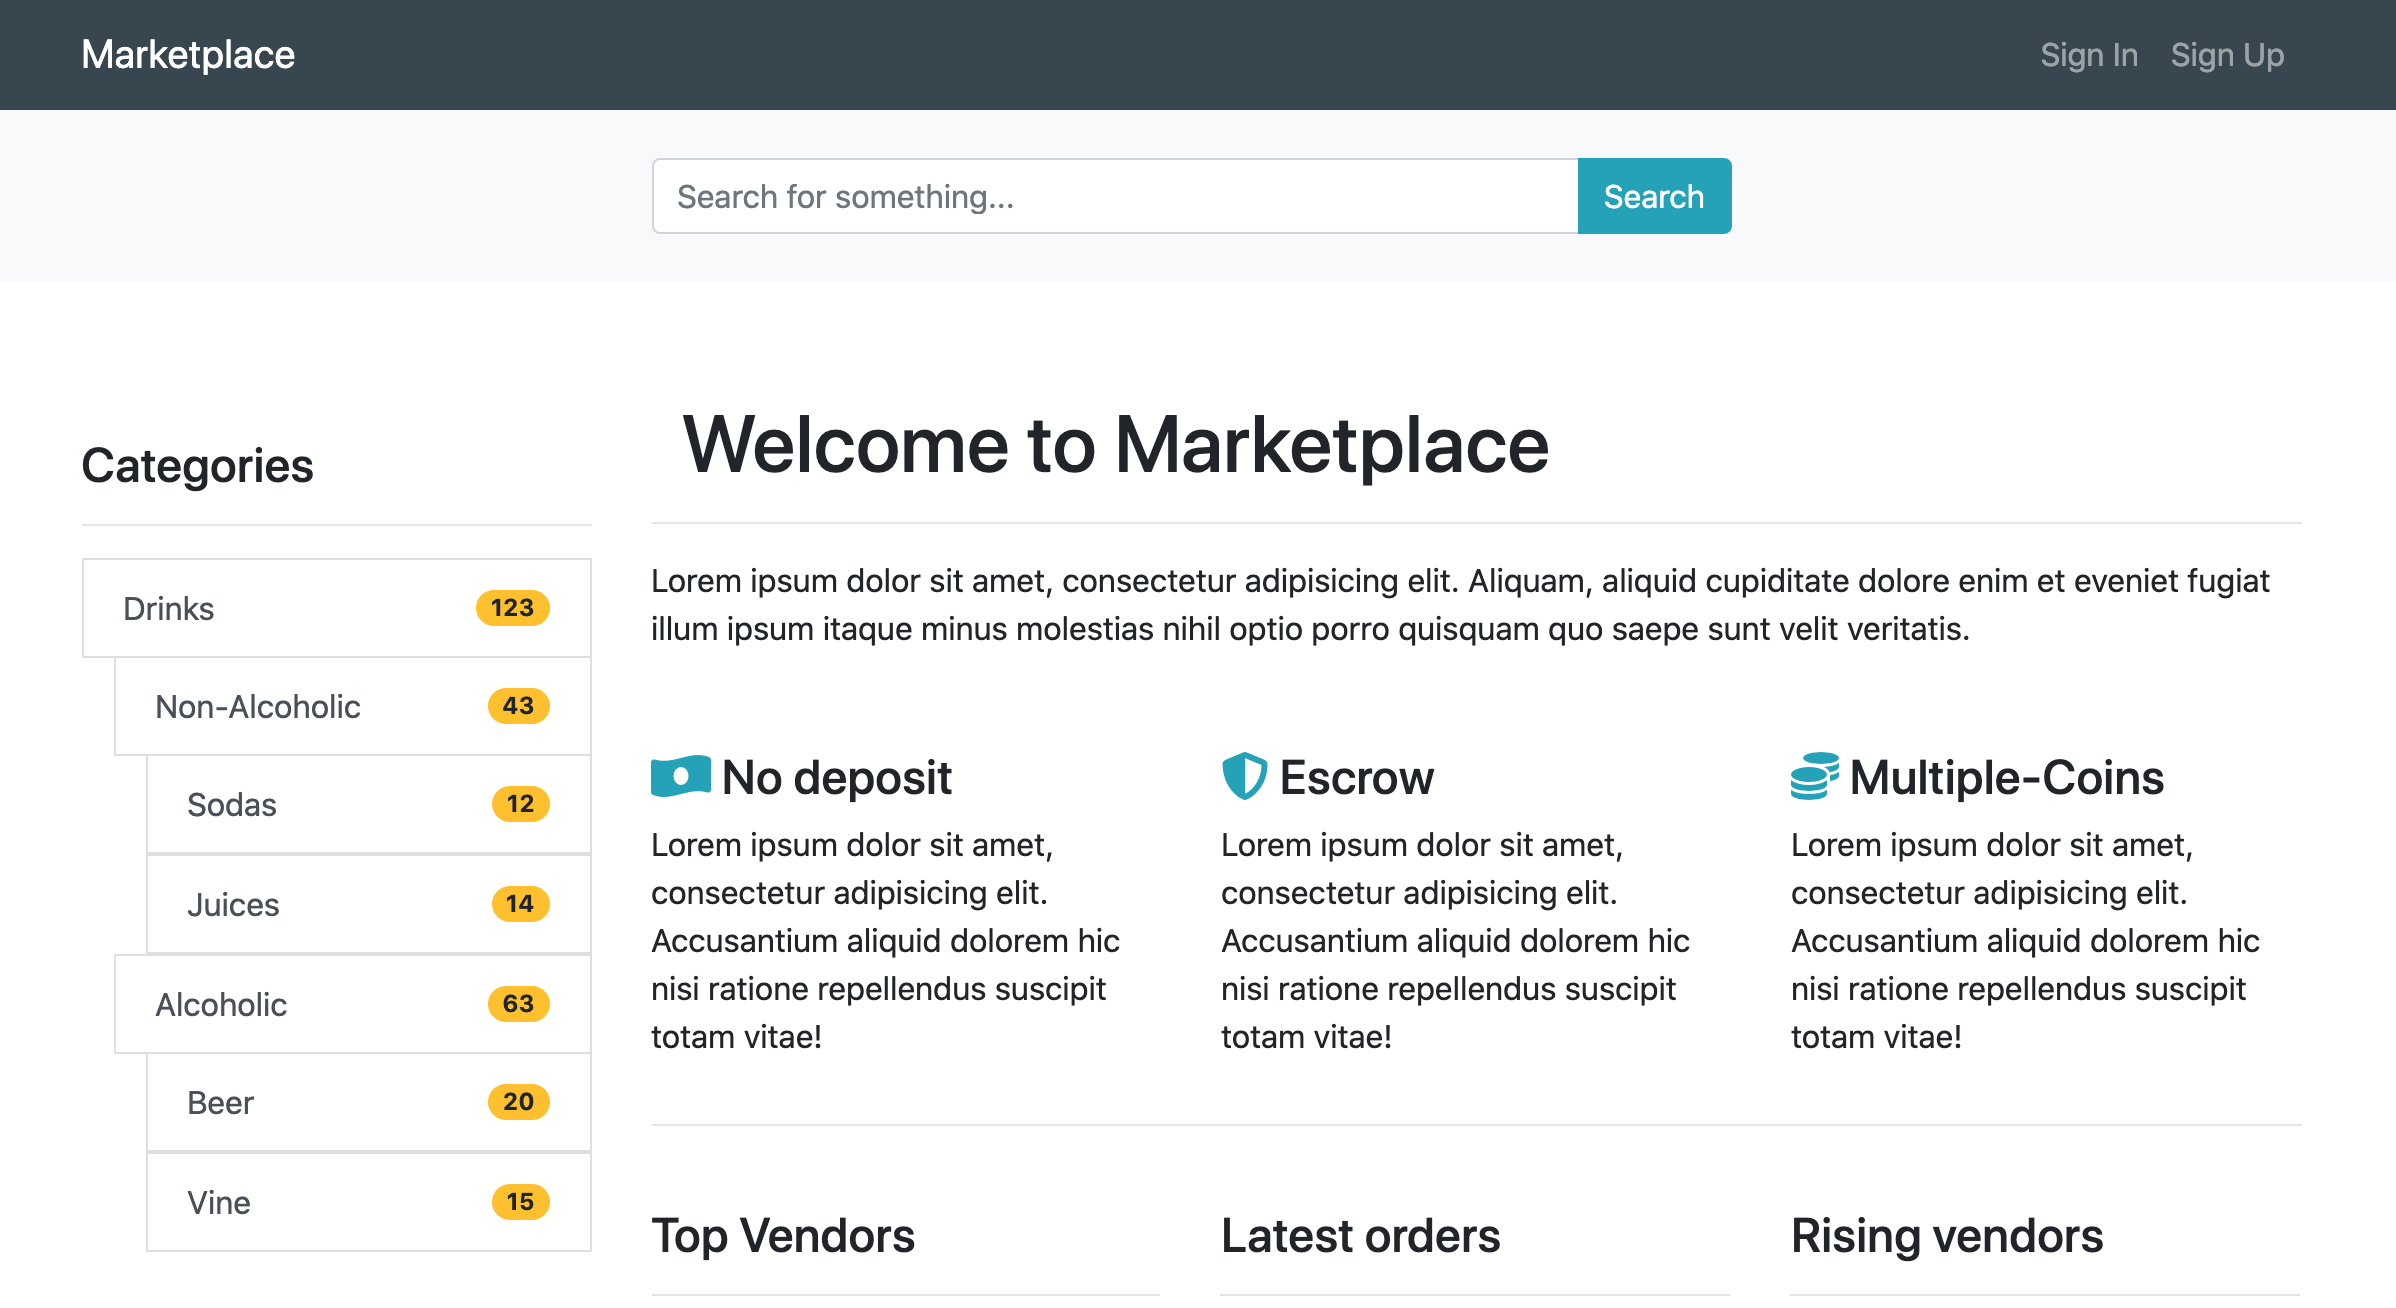 Marketplace
Sign In Sign Up
Search for something...
Search
Categories
Drinks 123
Non-Alcoholic 43
Sodas 12
Juices 14
Alcoholic 63
Beer 20
Vine 15
Welcome to Marketplace
Lorem ipsum dolor sit amet, consectetur adipisicing elit. Aliquam, aliquid cupiditate dolore enim et eveniet fugiat
illum ipsum itaque minus molestias nihil optio porro quisquam quo saepe sunt velit veritatis.
No deposit
Lorem ipsum dolor sit amet,
consectetur adipisicing elit.
Accusantium aliquid dolorem hic
nisi ratione repellendus suscipit
totam vitae!
Escrow
Lorem ipsum dolor sit amet,
consectetur adipisicing elit.
Accusantium aliquid dolorem hic
nisi ratione repellendus suscipit
totam vitae!
Multiple-Coins
Lorem ipsum dolor sit amet,
consectetur adipisicing elit.
Accusantium aliquid dolorem hic
nisi ratione repellendus suscipit
totam vitae!
Top Vendors
Latest orders
Rising vendors